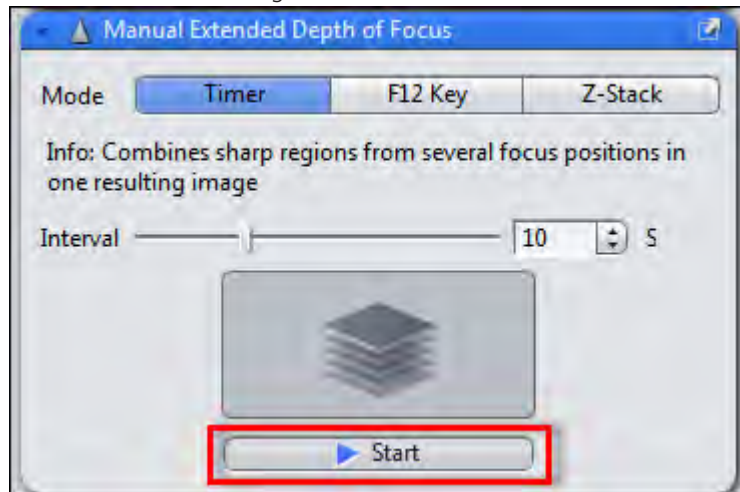 Manual Extended Depth of Focus
Mode Timer F12 Key Z-Stack
Info: Combines sharp regions from several focus positions in
one resulting image
Interval 10 S
Start